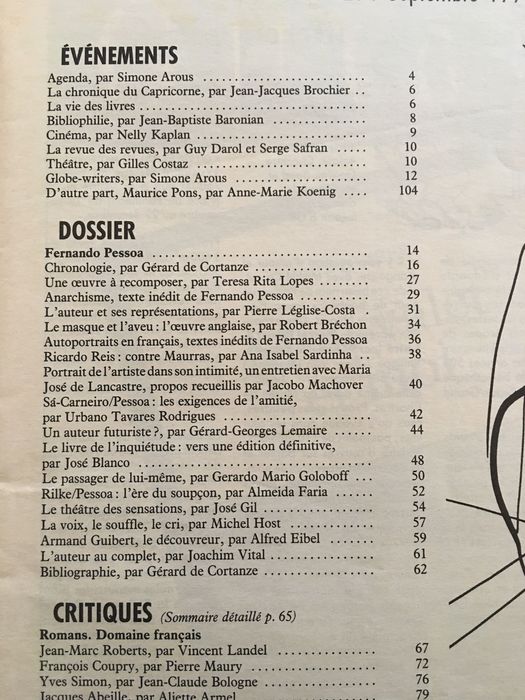 ÉVÉNEMENTS
Agenda, par Simone Arous ........................ 4
La chronique du Capricorne, par Jean-Jacques Brochier .. 6
La vie des livres ................................. 6
Bibliophilie, par Jean-Baptiste Baronian ............ 8
Cinéma, par Nelly Kaplan ......................... 9
La revue des revues, par Guy Darol et Serge Safran ..... 10
Théâtre, par Gilles Costaz ......................... 10
Globe-writers, par Simone Arous .................... 12
D'autre part, Maurice Pons, par Anne-Marie Koenig .... 104
DOSSIER
Fernando Pessoa ................................ 14
Chronologie, par Gérard de Cortanze ................ 16
Une œuvre à recomposer, par Teresa Rita Lopes ....... 27
Anarchisme, texte inédit de Fernando Pessoa .......... 29
L'auteur et ses représentations, par Pierre Léglise-Costa . 31
Le masque et l'aveu : l'œuvre anglaise, par Robert Bréchon 34
Autoportraits en français, textes inédits de Fernando Pessoa 36
Ricardo Reis : contre Maurras, par Ana Isabel Sardinha .. 38
Portrait de l'artiste dans son intimité, un entretien avec Maria
José de Lancastre, propos recueillis par Jacobo Machover 40
Sá-Carneiro/Pessoa : les exigences de l'amitié,
par Urbano Tavares Rodrigues ...................... 42
Un auteur futuriste ?, par Gérard-Georges Lemaire ...... 44
Le livre de l'inquiétude : vers une édition définitive,
par José Blanco ................................... 48
Le passager de lui-même, par Gerardo Mario Goloboff ... 50
Rilke/Pessoa : l'ère du soupçon, par Almeida Faria ...... 52
Le théâtre des sensations, par José Gil ................ 54
La voix, le souffle, le cri, par Michel Host ............. 57
Armand Guibert, le découvreur, par Alfred Eibel ....... 59
L'auteur au complet, par Joachim Vital ............... 61
Bibliographie, par Gérard de Cortanze ................ 62
CRITIQUES (Sommaire détaillé p. 65)
Romans. Domaine français
Jean-Marc Roberts, par Vincent Landel ............... 67
François Coupry, par Pierre Maury .................. 72
Yves Simon, par Jean-Claude Bologne ................ 76
Jacques Abeille, par Aliette Armel ................... 79